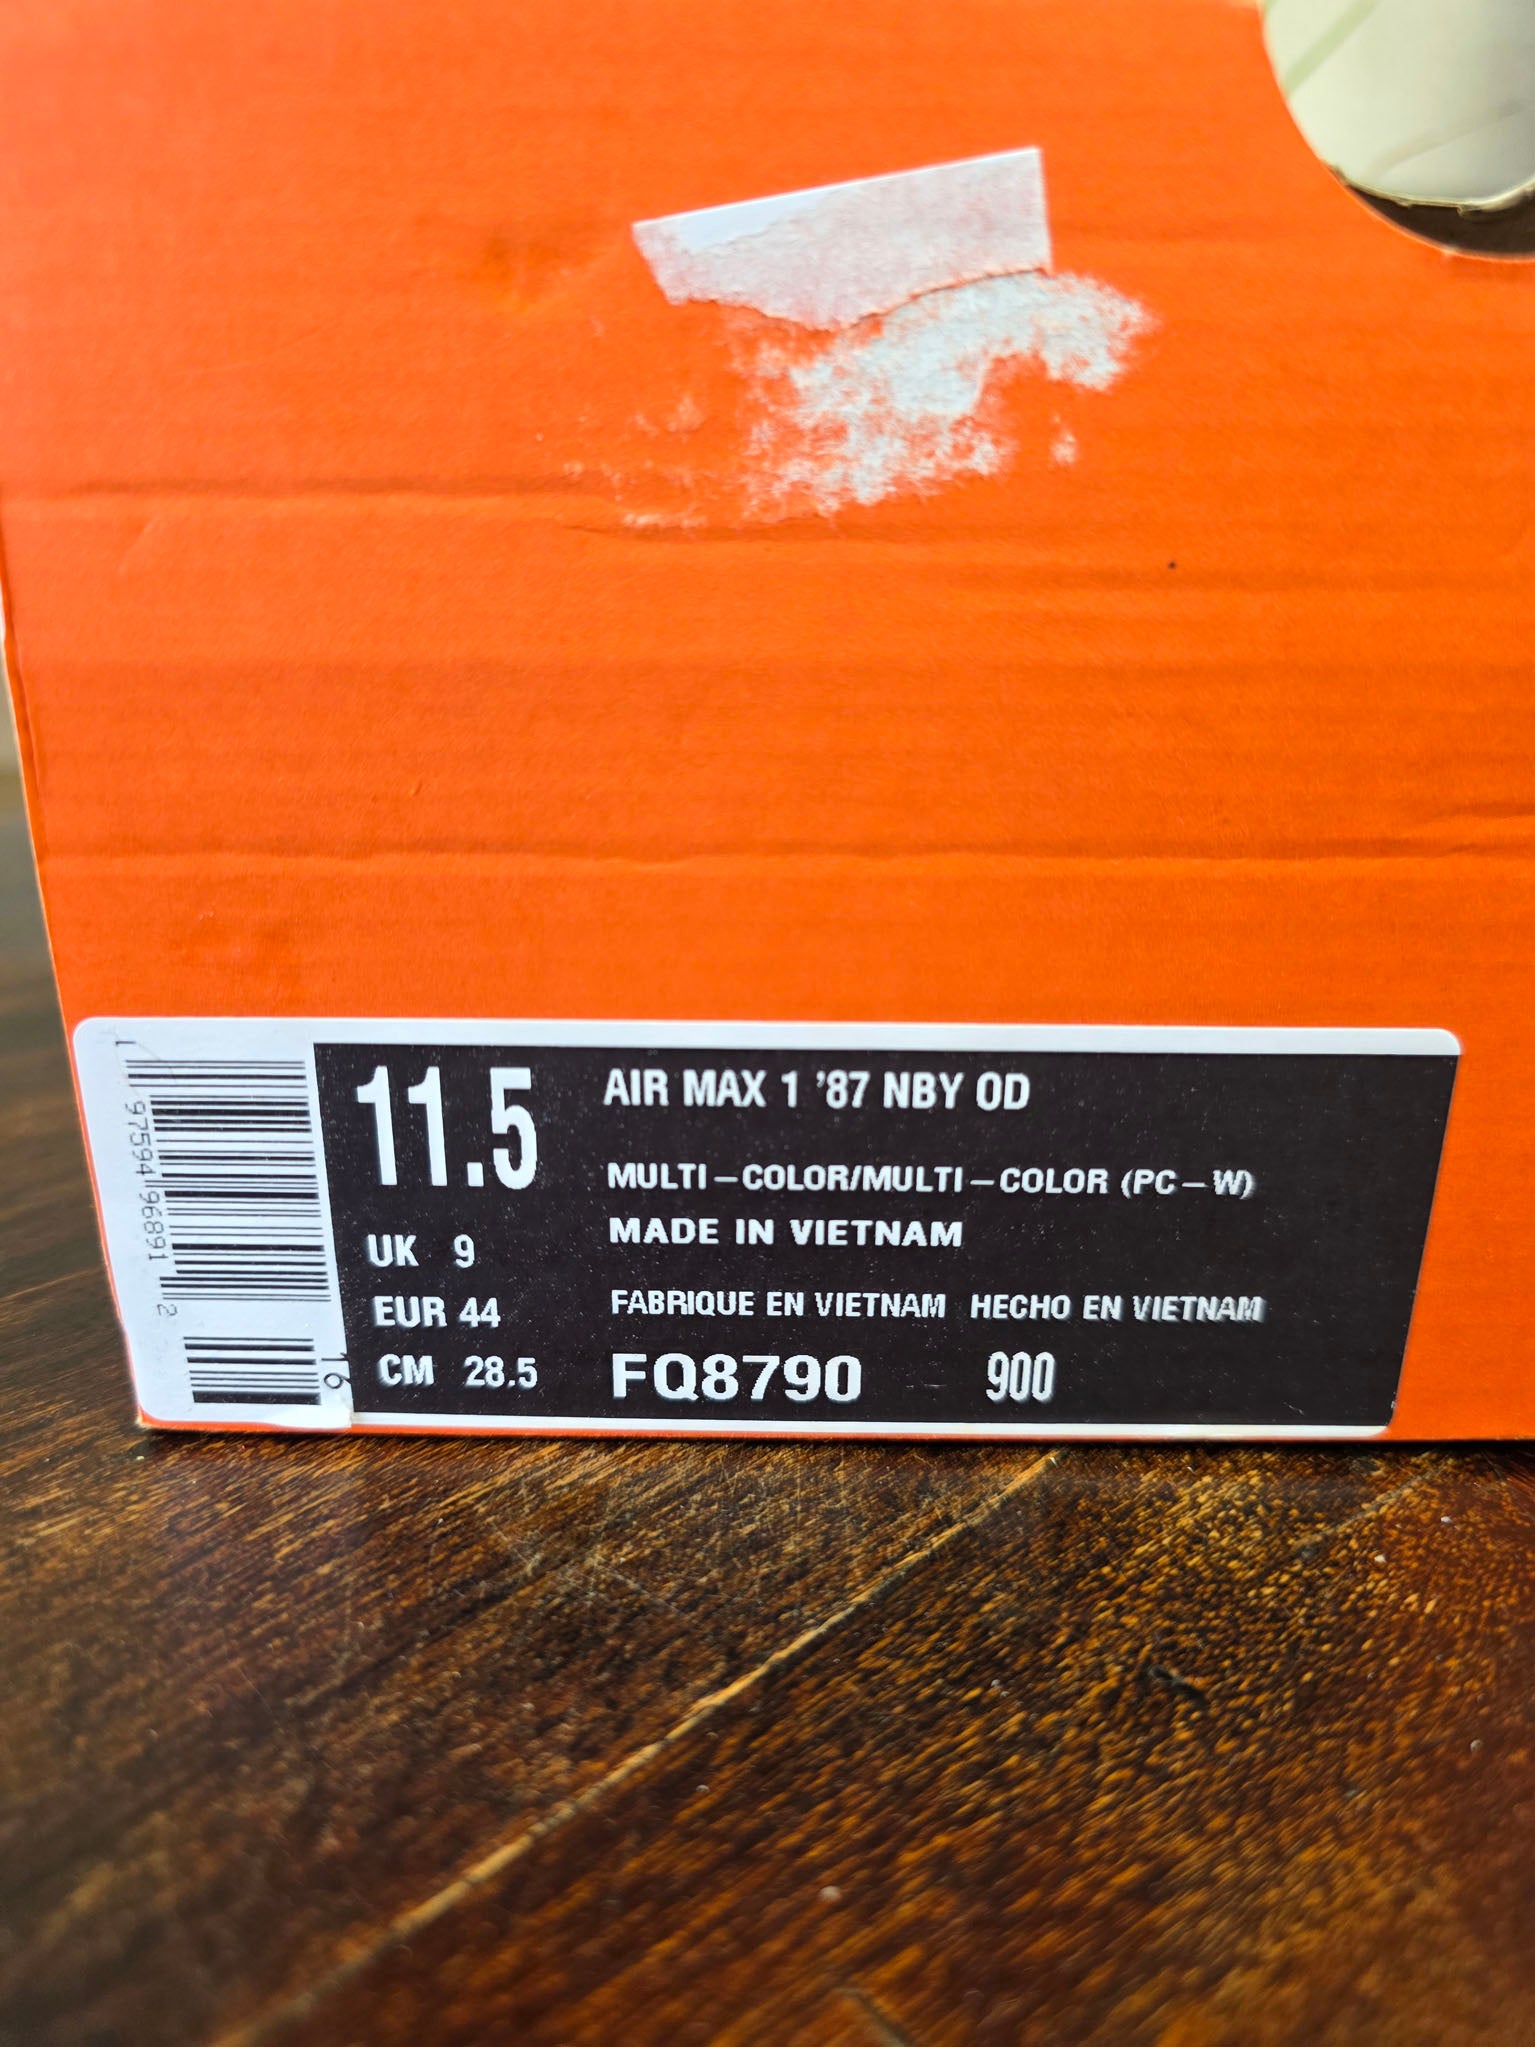 11.5
AIR MAX 1 '87 NBY OD
MULTI-COLOR/MULTI-COLOR (PC-W)
MADE IN VIETNAM
UK 9
FABRIQUE EN VIETNAM HECHO EN VIETNAM
EUR 44
CM 28.5
FQ8790 900
1 97594 96891 2
16